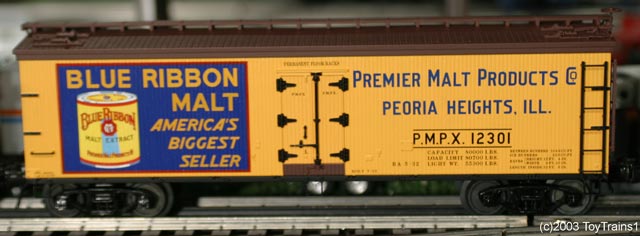 BLUE RIBBON
MALT
AMERICA'S
BIGGEST
SELLER
BLUE RIBBON
MALT EXTRACT
PERMANENT FLOOR RACKS
P.M.P.X.
P.M.P.X.
PREMIER MALT PRODUCTS CO
PEORIA HEIGHTS, ILL.
P.M.P.X. 12301
CAPACITY 80000 LBS.
LOAD LIMIT 80700 LBS.
LIGHT WT. 55300 LBS.
(c)2003 ToyTrains1